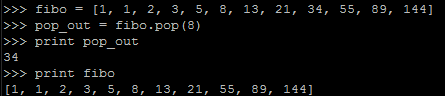 >>> fibo = [1, 1, 2, 3, 5, 8, 13, 21, 34, 55, 89, 144]
>>> pop_out = fibo.pop(8)
>>> print pop_out
34
>>> print fibo
[1, 1, 2, 3, 5, 8, 13, 21, 55, 89, 144]